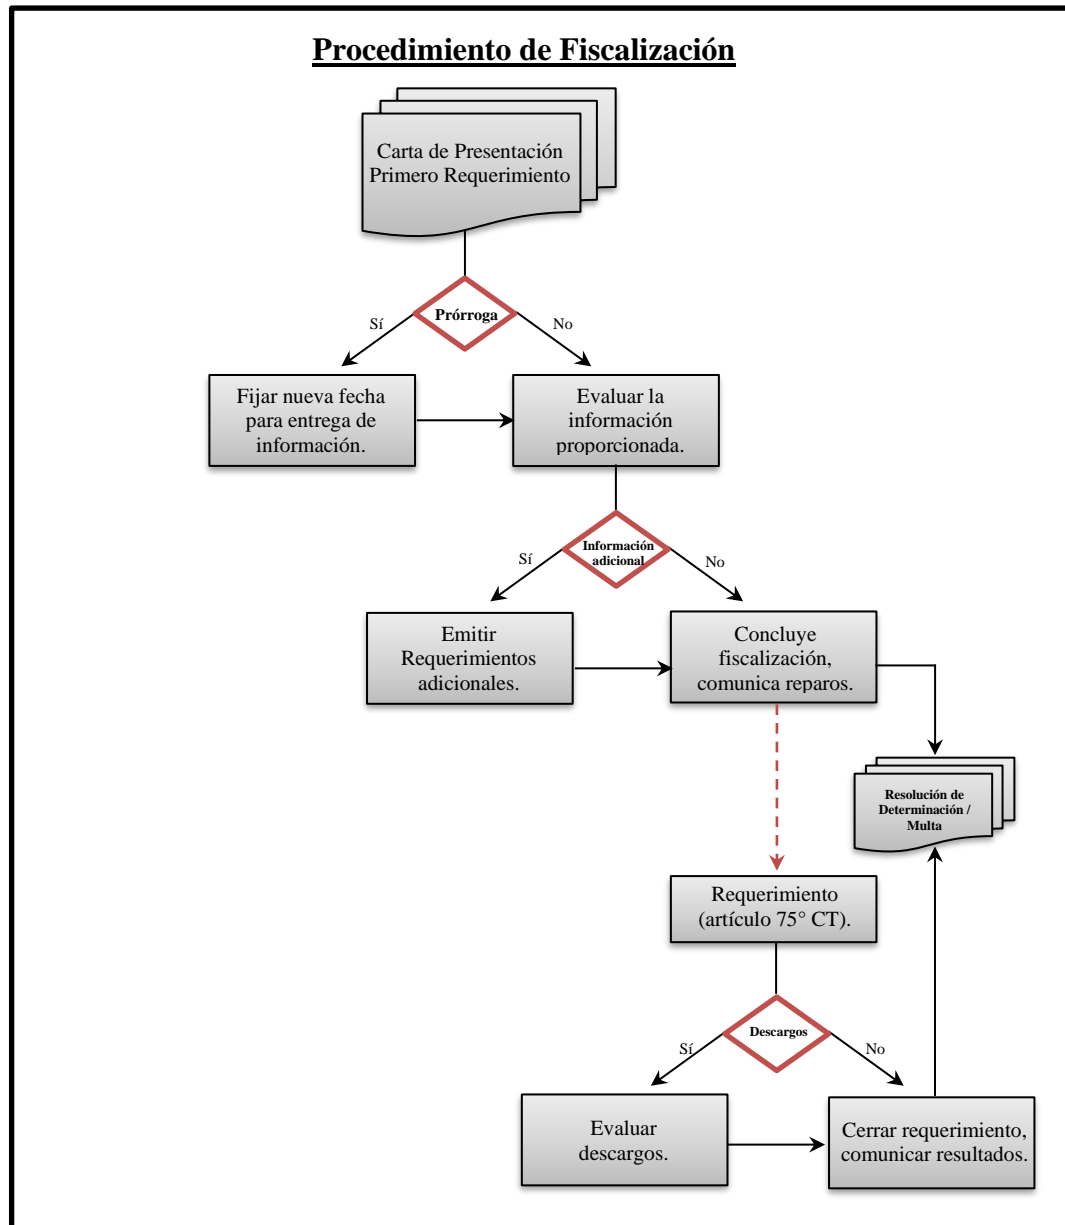 Procedimiento de Fiscalización
Carta de Presentación
Primero Requerimiento
Prórroga
Sí
No
Fijar nueva fecha
para entrega de
información.
Evaluar la
información
proporcionada.
Información
adicional
Sí
No
Emitir
Requerimientos
adicionales.
Concluye
fiscalización,
comunica reparos.
Resolución de
Determinación /
Multa
Requerimiento
(artículo 75° CT).
Descargos
Sí
No
Evaluar
descargos.
Cerrar requerimiento,
comunicar resultados.